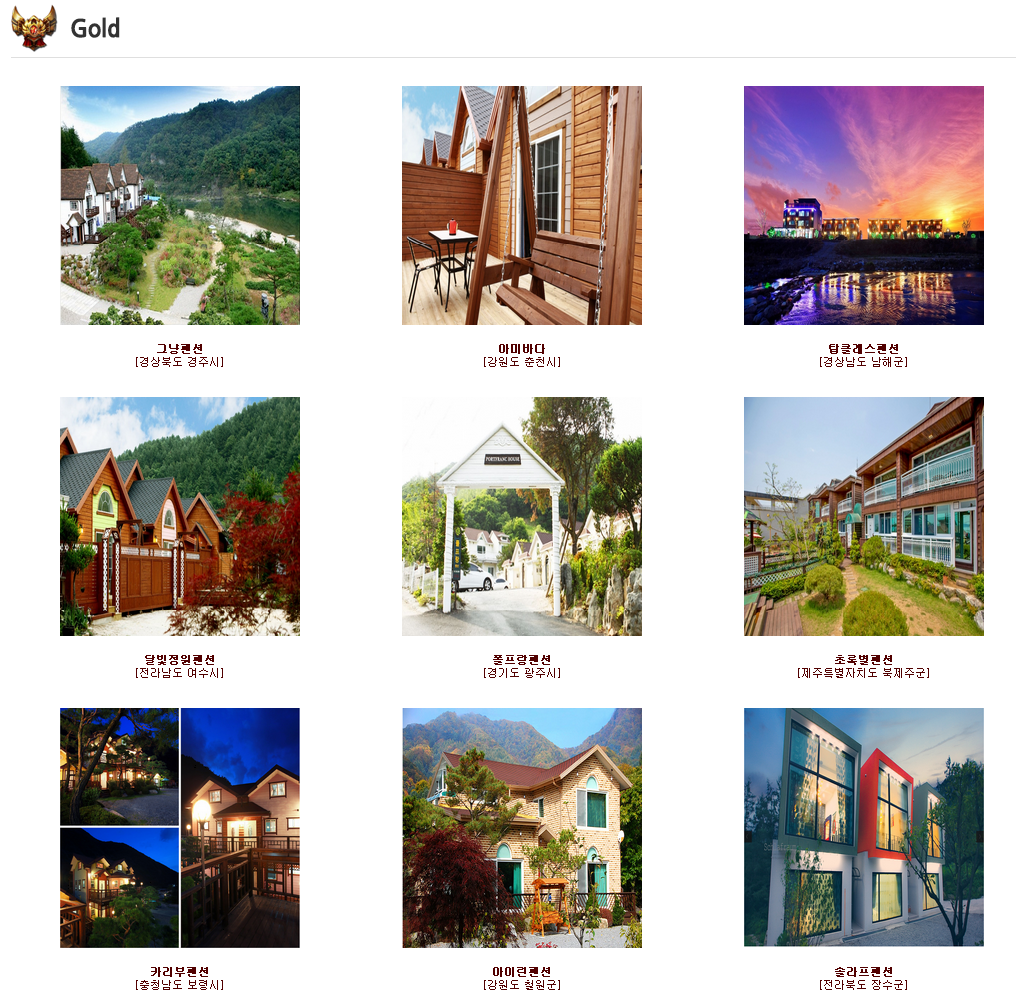 Gold
그냥펜션
[경상북도 경주시]
아미바다
[강원도 춘천시]
탑클래스펜션
[경상남도 남해군]
달빛정원펜션
[전라남도 여수시]
PORTFRANC HOUSE
폴프랑펜션
[경기도 광주시]
초록별펜션
[제주특별자치도 북제주군]
카리부펜션
[충청남도 보령시]
아이린펜션
[강원도 철원군]
솔라프펜션
[전라북도 장수군]